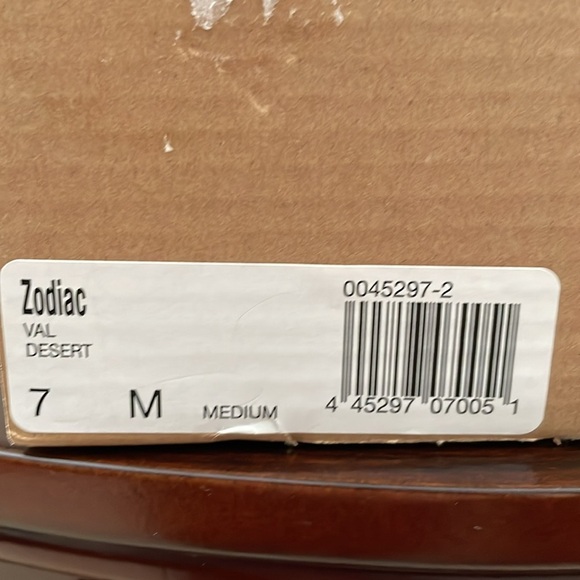 Zodiac
VAL
DESERT
7 M MEDIUM
0045297-2
4 45297 07005 1